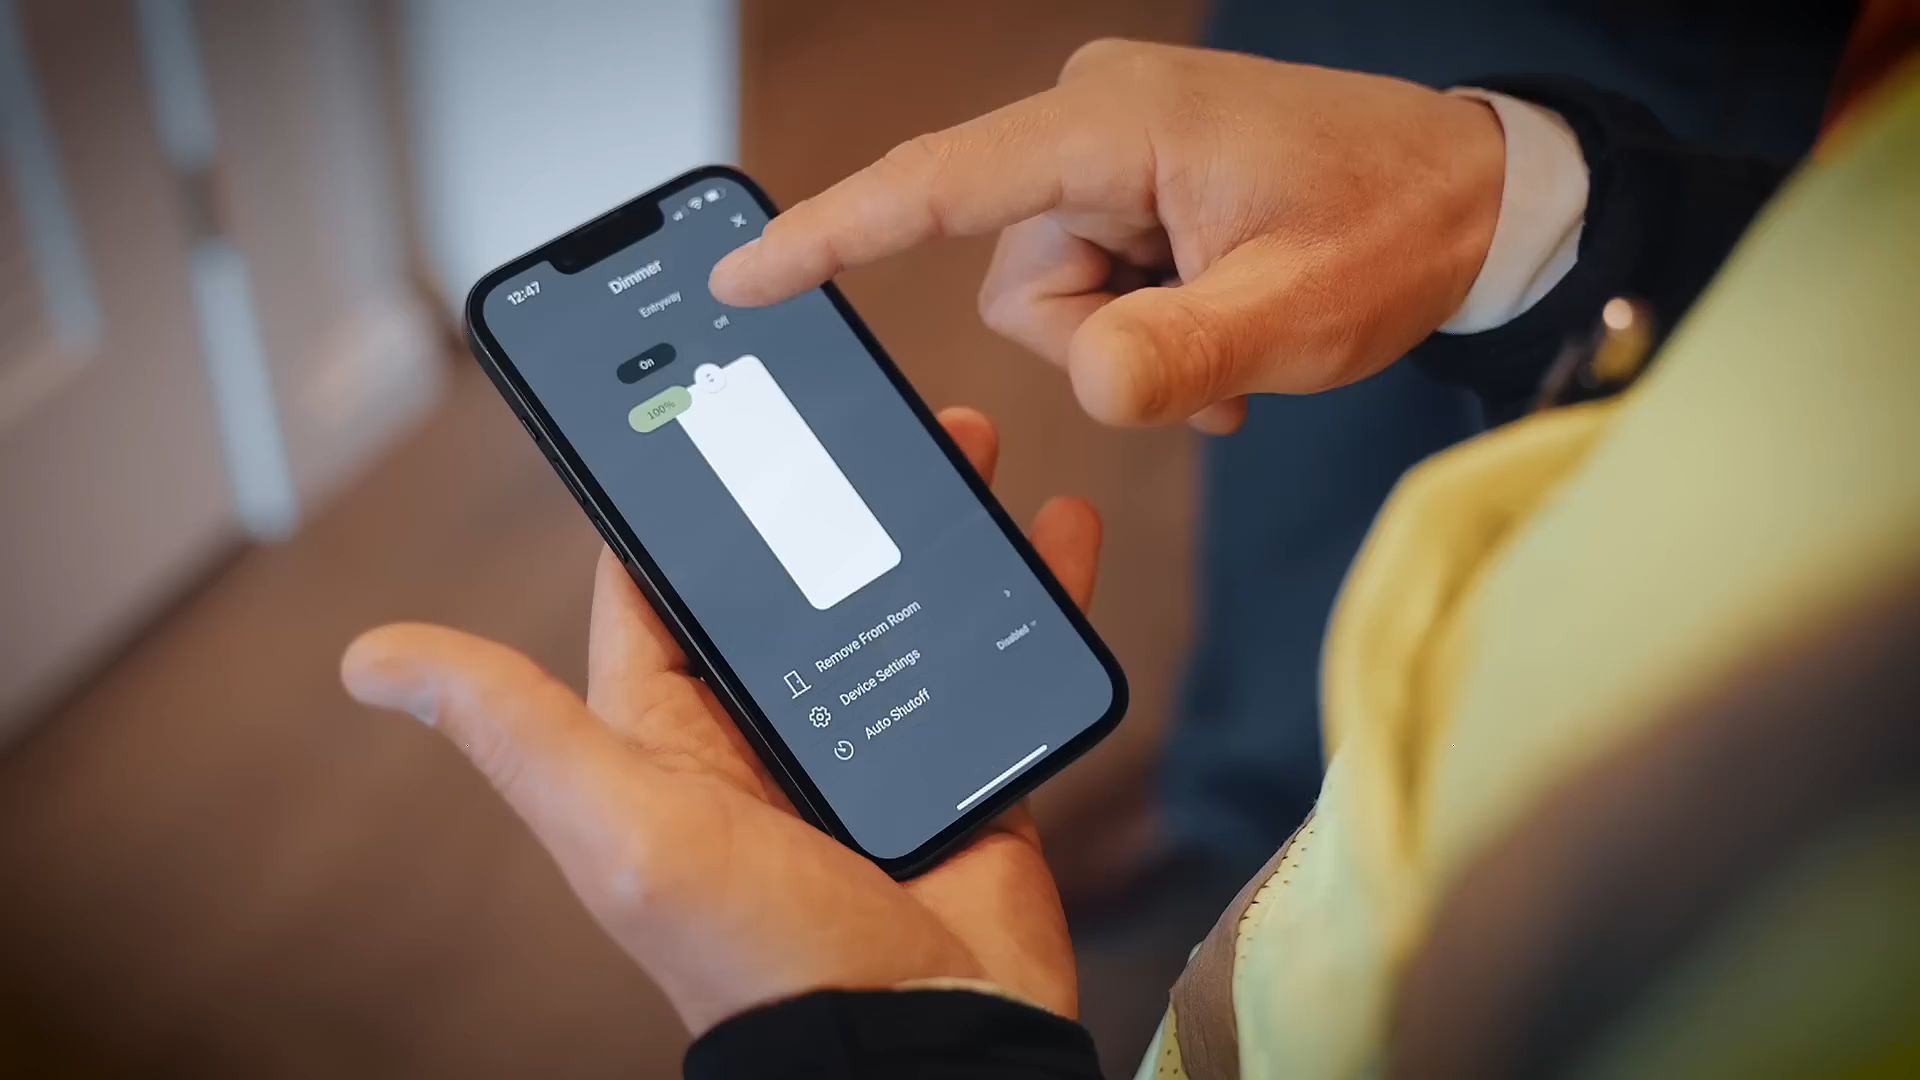 12:47
Dimmer
Entryway
On
Off
100%
Remove From Room
Device Settings
Auto Shutoff
Disabled